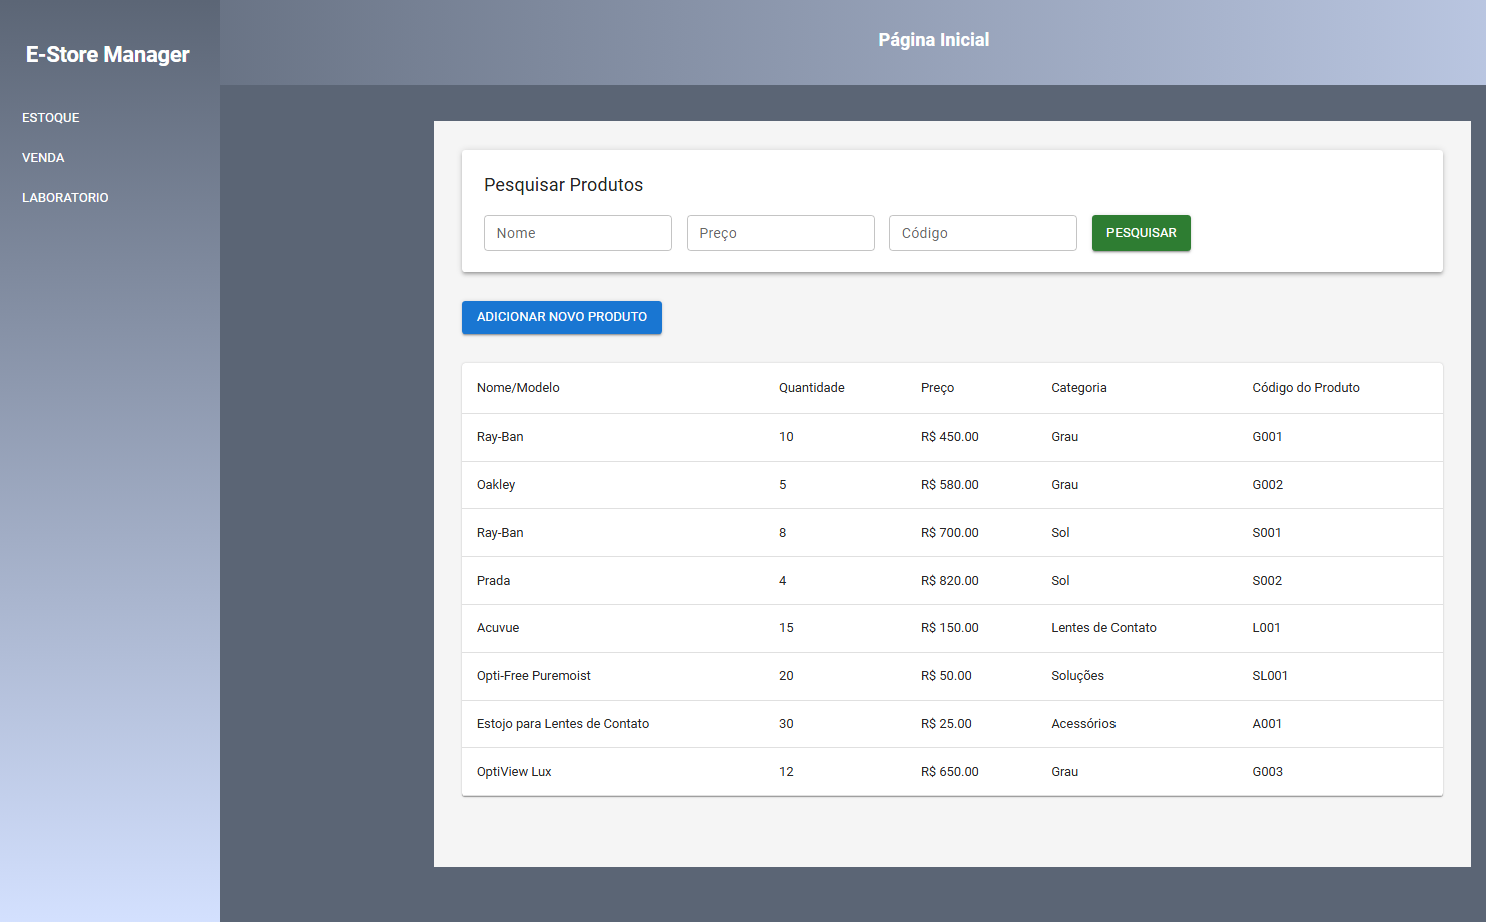 E-Store Manager
ESTOQUE
VENDA
LABORATORIO
Página Inicial
Pesquisar Produtos
Nome Preço Código PESQUISAR
ADICIONAR NOVO PRODUTO
Nome/Modelo Quantidade Preço Categoria Código do Produto
Ray-Ban 10 R$ 450.00 Grau G001
Oakley 5 R$ 580.00 Grau G002
Ray-Ban 8 R$ 700.00 Sol S001
Prada 4 R$ 820.00 Sol S002
Acuvue 15 R$ 150.00 Lentes de Contato L001
Opti-Free Puremoist 20 R$ 50.00 Soluções SL001
Estojo para Lentes de Contato 30 R$ 25.00 Acessórios A001
OptiView Lux 12 R$ 650.00 Grau G003